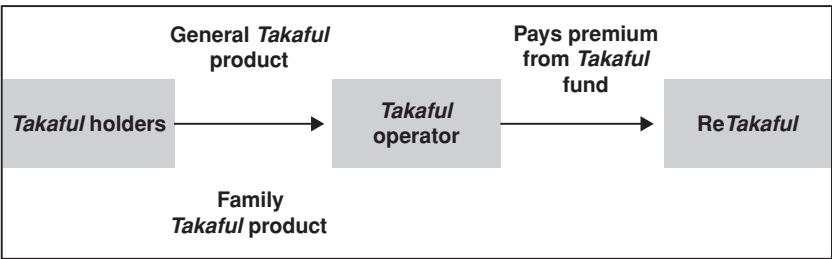 General Takaful
product
Pays premium
from Takaful
fund
Takaful holders
Takaful
operator
ReTakaful
Family
Takaful product